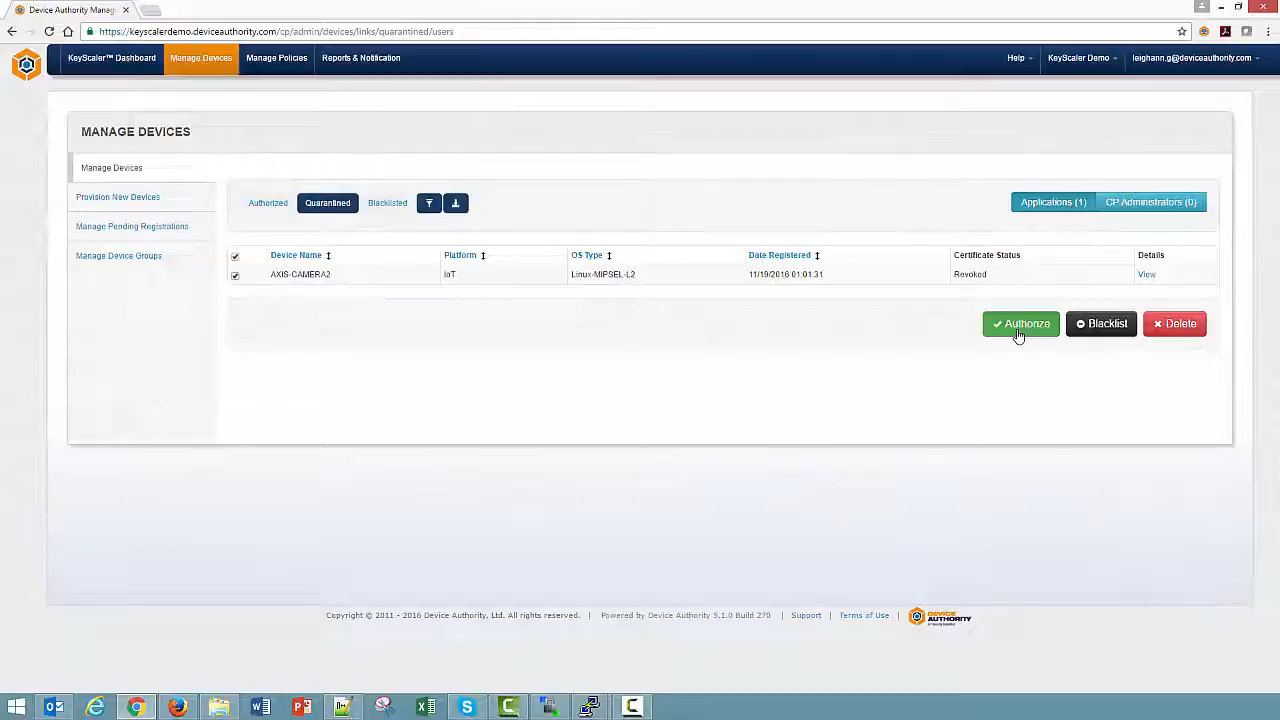 Device Authority Manag
https://keyscalerdemo.deviceauthority.com/cp/admin/devices/links/quarantined/users
KeyScaler™ Dashboard
Manage Devices
Manage Policies
Reports & Notification
Help
KeyScaler Demo
leighann.g@deviceauthority.com
MANAGE DEVICES
Manage Devices
Provision New Devices
Manage Pending Registrations
Manage Device Groups
Authorized
Quarantined
Blacklisted
Applications (1)
CP Administrators (0)
Device Name
Platform
OS Type
Date Registered
Certificate Status
Details
AXIS-CAMERA2
IoT
Linux-MIPSEL-L2
11/19/2016 01:01:31
Revoked
View
Authorize
Blacklist
Delete
Copyright © 2011 - 2016 Device Authority, Ltd. All rights reserved. | Powered by Device Authority 5.1.0 Build 270 | Support | Terms of Use |
DEVICE
AUTHORITY